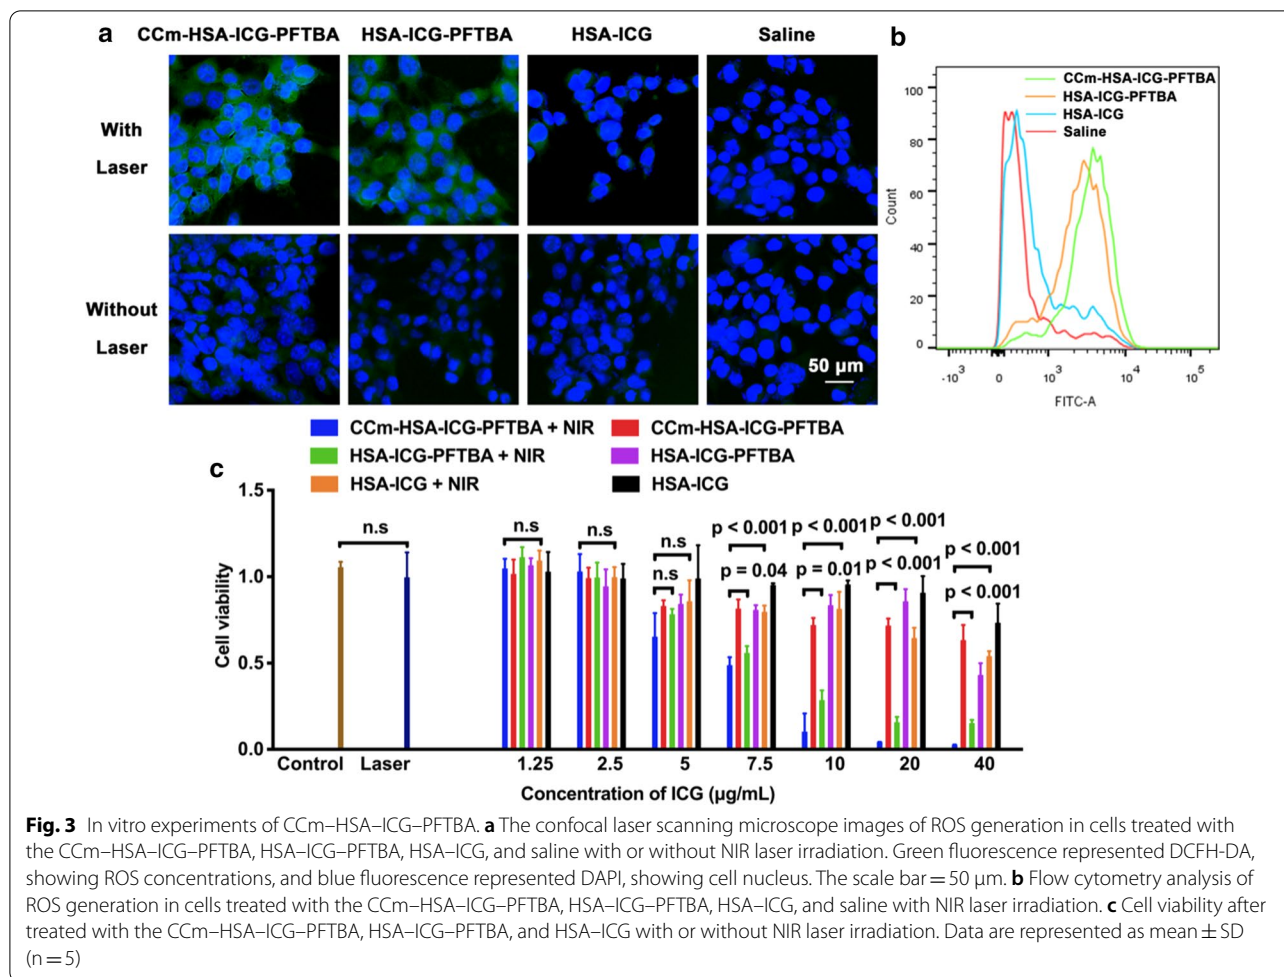 a
CCm-HSA-ICG-PFTBA HSA-ICG-PFTBA HSA-ICG Saline
With
Laser
Without
Laser
50 µm
b
CCm-HSA-ICG-PFTBA
HSA-ICG-PFTBA
HSA-ICG
Saline
100
80
60
40
20
0
Count
-10³ 0 10³ 10⁴ 10⁵
FITC-A
CCm-HSA-ICG-PFTBA + NIR CCm-HSA-ICG-PFTBA
HSA-ICG-PFTBA + NIR HSA-ICG-PFTBA
HSA-ICG + NIR HSA-ICG
c
1.5
1.0
0.5
0.0
Cell viability
n.s
n.s
n.s
n.s
n.s
p < 0.001
p = 0.04
p < 0.001
p = 0.01
p < 0.001
p < 0.001
p < 0.001
p < 0.001
Control Laser 1.25 2.5 5 7.5 10 20 40
Concentration of ICG (µg/mL)
Fig. 3 In vitro experiments of CCm–HSA–ICG–PFTBA. a The confocal laser scanning microscope images of ROS generation in cells treated with
the CCm–HSA–ICG–PFTBA, HSA–ICG–PFTBA, HSA–ICG, and saline with or without NIR laser irradiation. Green fluorescence represented DCFH-DA,
showing ROS concentrations, and blue fluorescence represented DAPI, showing cell nucleus. The scale bar = 50 µm. b Flow cytometry analysis of
ROS generation in cells treated with the CCm–HSA–ICG–PFTBA, HSA–ICG–PFTBA, HSA–ICG, and saline with NIR laser irradiation. c Cell viability after
treated with the CCm–HSA–ICG–PFTBA, HSA–ICG–PFTBA, and HSA–ICG with or without NIR laser irradiation. Data are represented as mean ± SD
(n = 5)